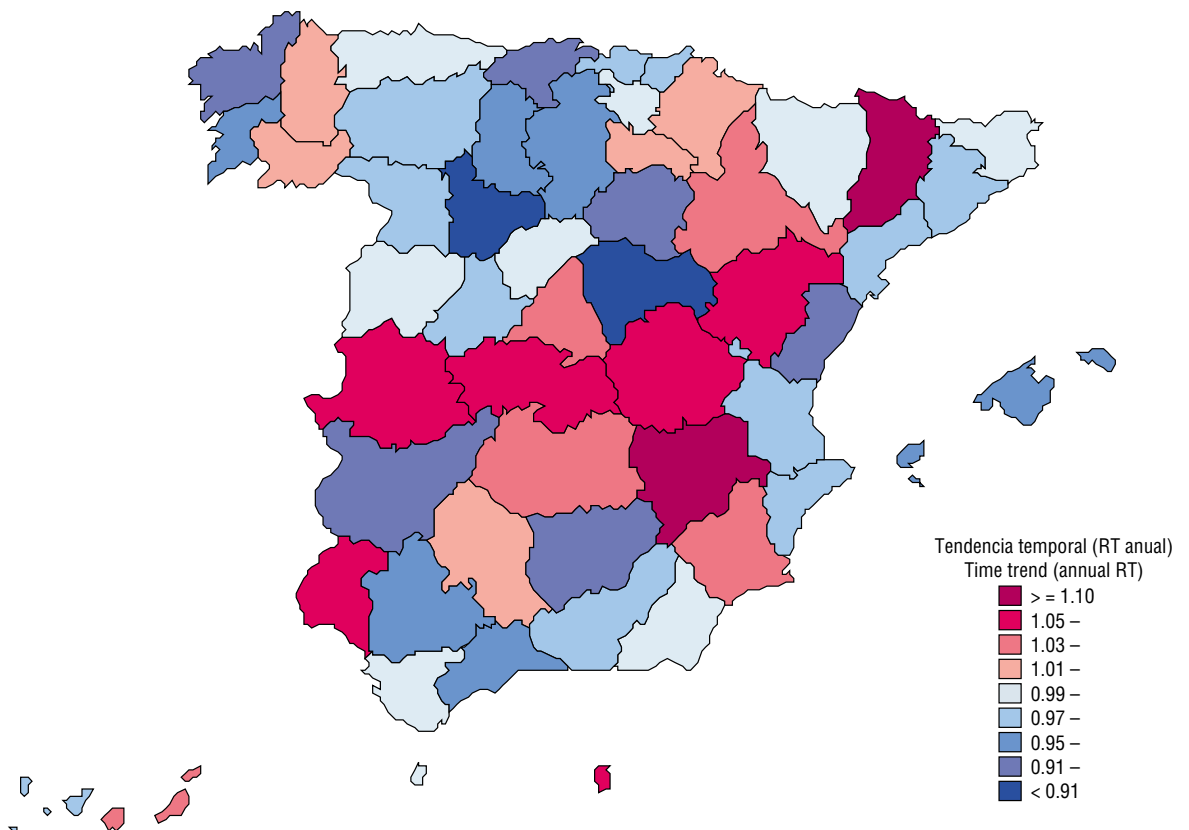 Tendencia temporal (RT anual)
Time trend (annual RT)
> = 1.10
1.05 –
1.03 –
1.01 –
0.99 –
0.97 –
0.95 –
0.91 –
< 0.91